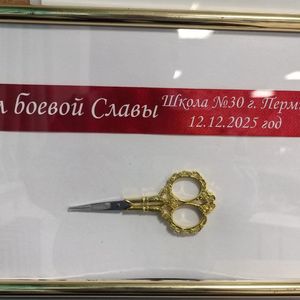 боевой Славы
Школа №30 г. Перм
12.12.2025 год